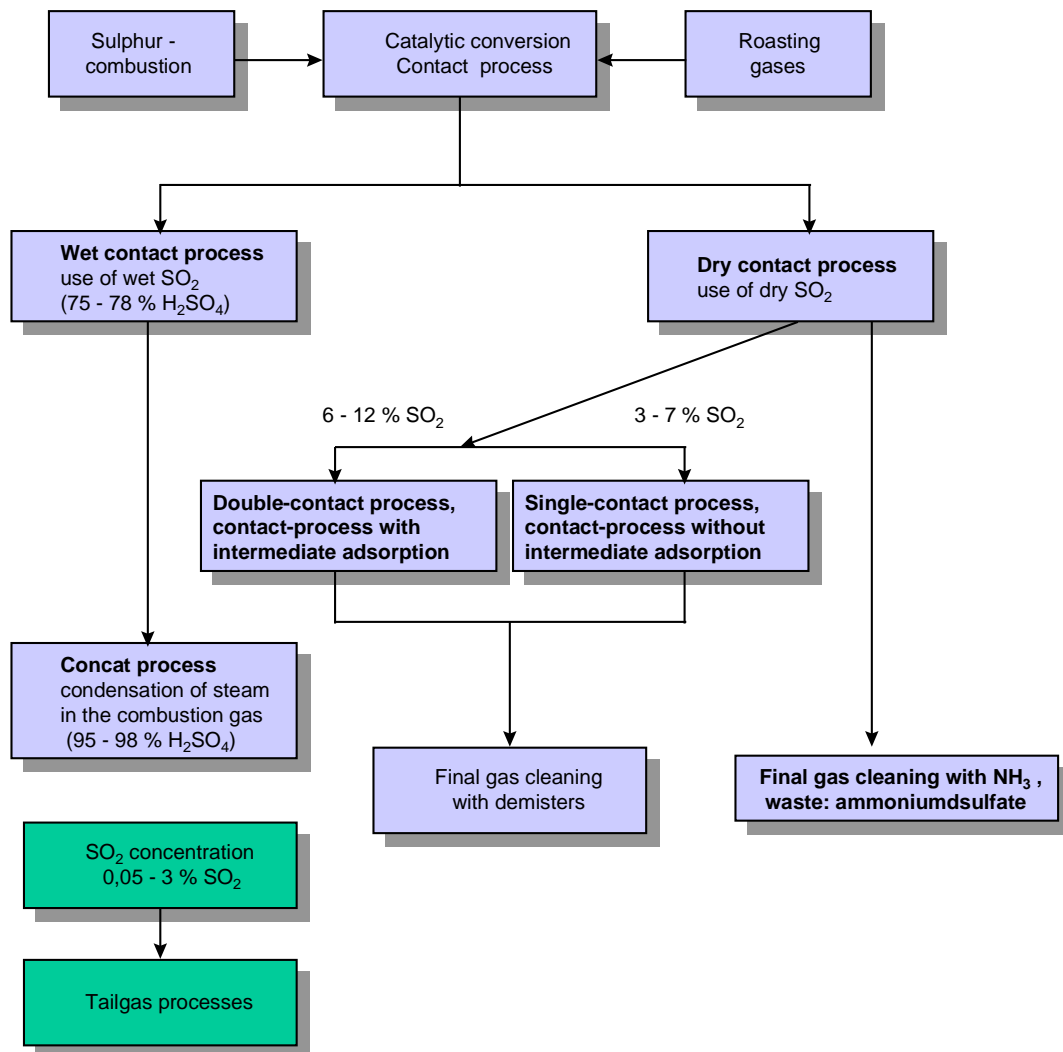 Sulphur -
combustion
Catalytic conversion
Contact process
Roasting
gases
Wet contact process
use of wet SO₂
(75 - 78 % H₂SO₄)
Dry contact process
use of dry SO₂
6 - 12 % SO₂
3 - 7 % SO₂
Double-contact process,
contact-process with
intermediate adsorption
Single-contact process,
contact-process without
intermediate adsorption
Concat process
condensation of steam
in the combustion gas
(95 - 98 % H₂SO₄)
Final gas cleaning
with demisters
Final gas cleaning with NH₃ ,
waste: ammoniumdsulfate
SO₂ concentration
0,05 - 3 % SO₂
Tailgas processes